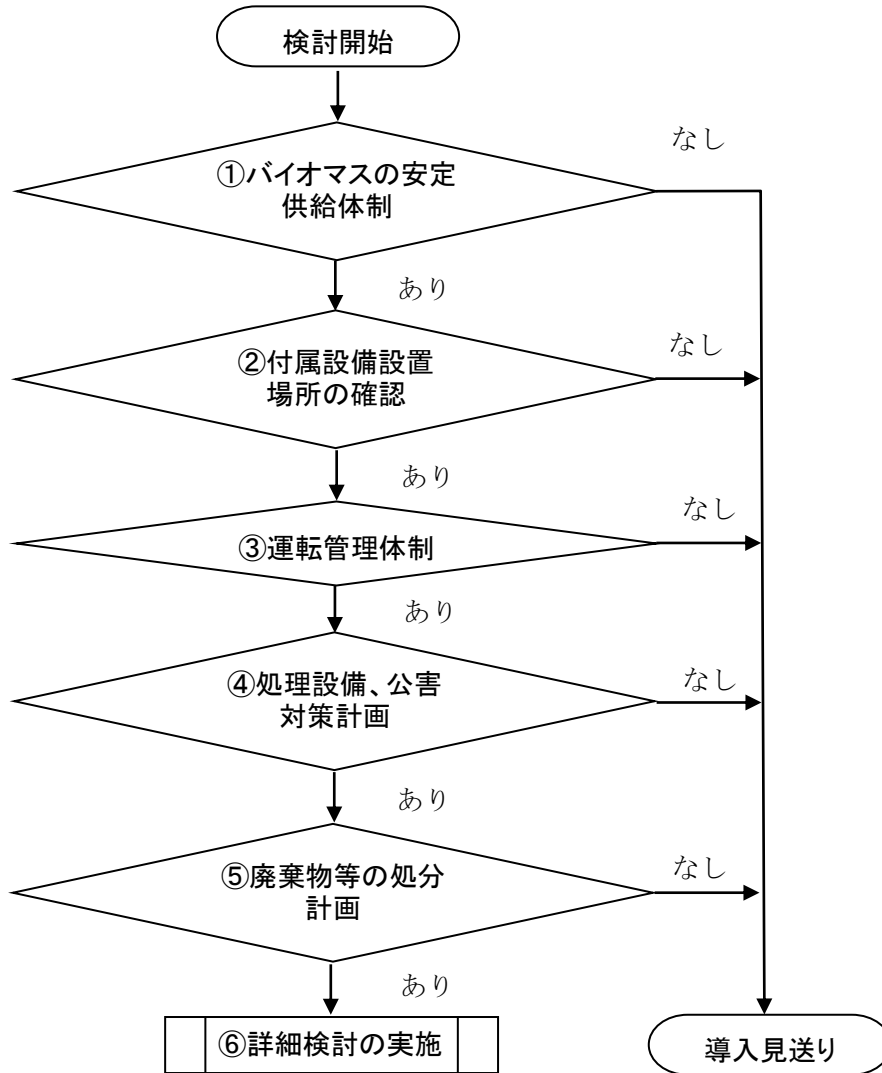 検討開始
なし
①バイオマスの安定
供給体制
あり
②付属設備設置
場所の確認
なし
あり
③運転管理体制
なし
あり
④処理設備、公害
対策計画
なし
あり
⑤廃棄物等の処分
計画
なし
あり
⑥詳細検討の実施
導入見送り